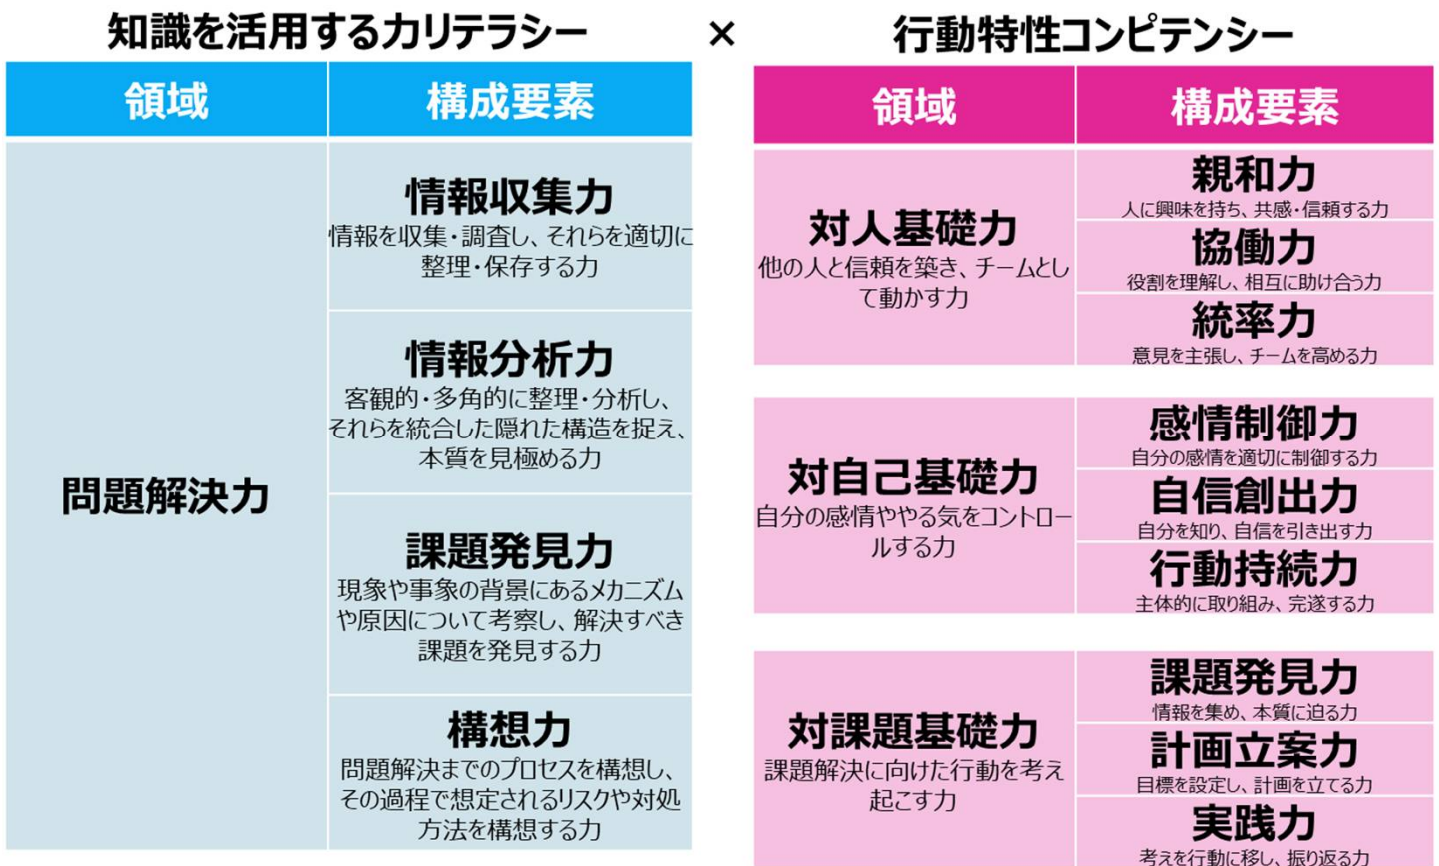 知識を活用する力リテラシー
×
行動特性コンピテンシー
領域
構成要素
問題解決力
情報収集力
情報を収集・調査し、それらを適切に
整理・保存する力
情報分析力
客観的・多角的に整理・分析し、
それらを統合した隠れた構造を捉え、
本質を見極める力
課題発見力
現象や事象の背景にあるメカニズム
や原因について考察し、解決すべき
課題を発見する力
構想力
問題解決までのプロセスを構想し、
その過程で想定されるリスクや対処
方法を構想する力
領域
構成要素
対人基礎力
他の人と信頼を築き、チームとし
て動かす力
親和力
人に興味を持ち、共感・信頼する力
協働力
役割を理解し、相互に助け合う力
統率力
意見を主張し、チームを高める力
対自己基礎力
自分の感情ややる気をコントロー
ルする力
感情制御力
自分の感情を適切に制御する力
自信創出力
自分を知り、自信を引き出す力
行動持続力
主体的に取り組み、完遂する力
対課題基礎力
課題解決に向けた行動を考え
起こす力
課題発見力
情報を集め、本質に迫る力
計画立案力
目標を設定し、計画を立てる力
実践力
考えを行動に移し、振り返る力